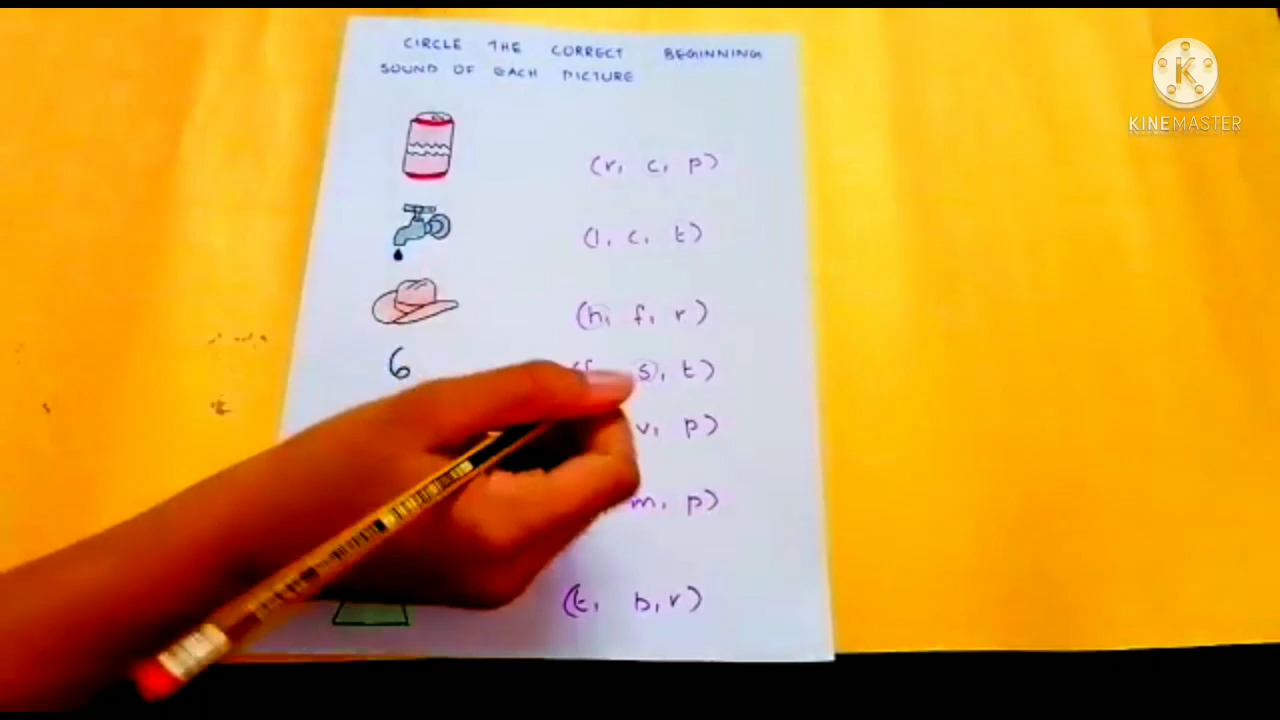 CIRCLE THE CORRECT BEGINNING
SOUND OF EACH PICTURE
(r, c, p)
(l, c, t)
(h, f, r)
6 s, t)
v, p)
m, p)
(t, b, r)
KINEMASTER